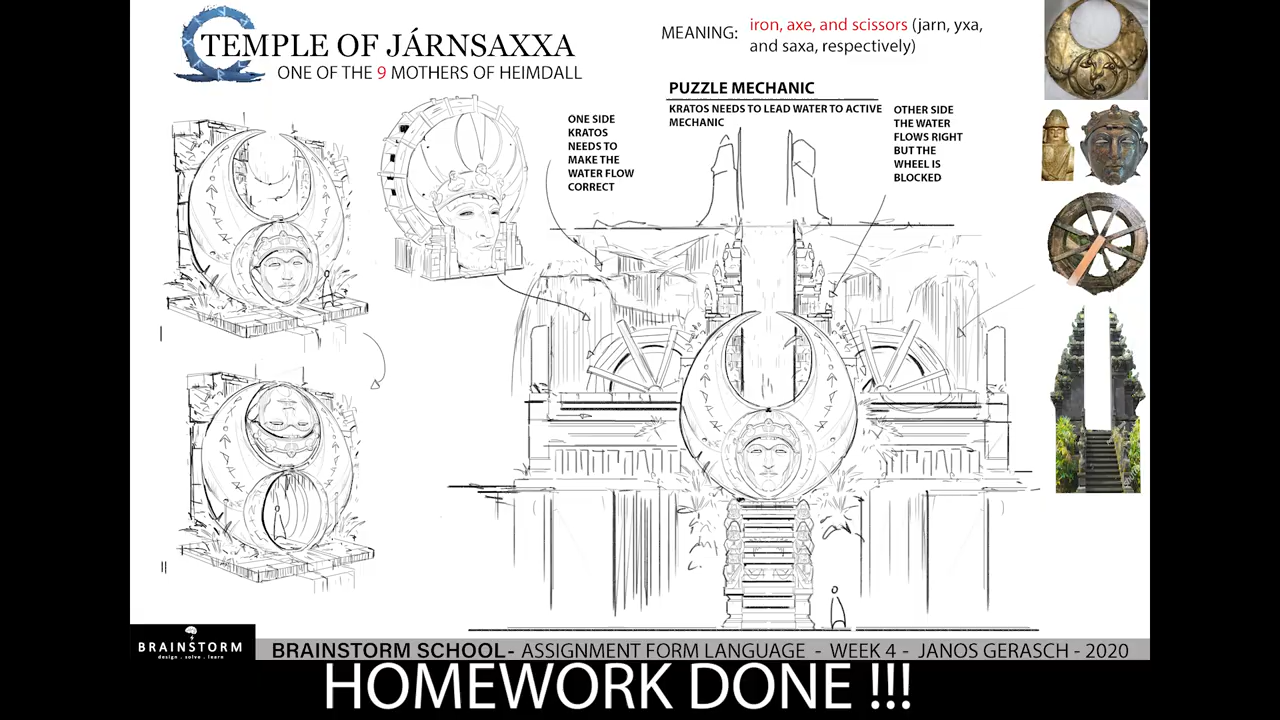 TEMPLE OF JÁRNSAXXA
ONE OF THE 9 MOTHERS OF HEIMDALL
MEANING: iron, axe, and scissors (jarn, yxa,
and saxa, respectively)
PUZZLE MECHANIC
KRATOS NEEDS TO LEAD WATER TO ACTIVE
MECHANIC
ONE SIDE
KRATOS
NEEDS TO
MAKE THE
WATER FLOW
CORRECT
OTHER SIDE
THE WATER
FLOWS RIGHT
BUT THE
WHEEL IS
BLOCKED
I
II
BRAINSTORM
design . solve . learn
BRAINSTORM SCHOOL- ASSIGNMENT FORM LANGUAGE - WEEK 4 - JANOS GERASCH - 2020
HOMEWORK DONE !!!